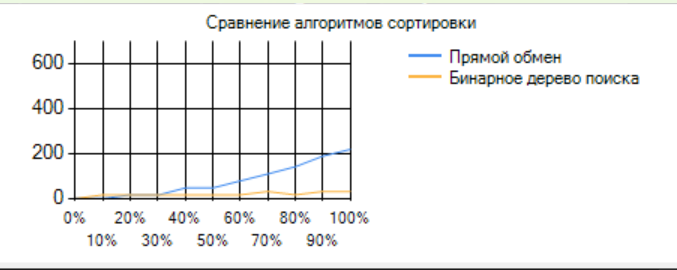 Сравнение алгоритмов сортировки
Прямой обмен
Бинарное дерево поиска
600
400
200
0
0% 20% 40% 60% 80% 100%
10% 30% 50% 70% 90%